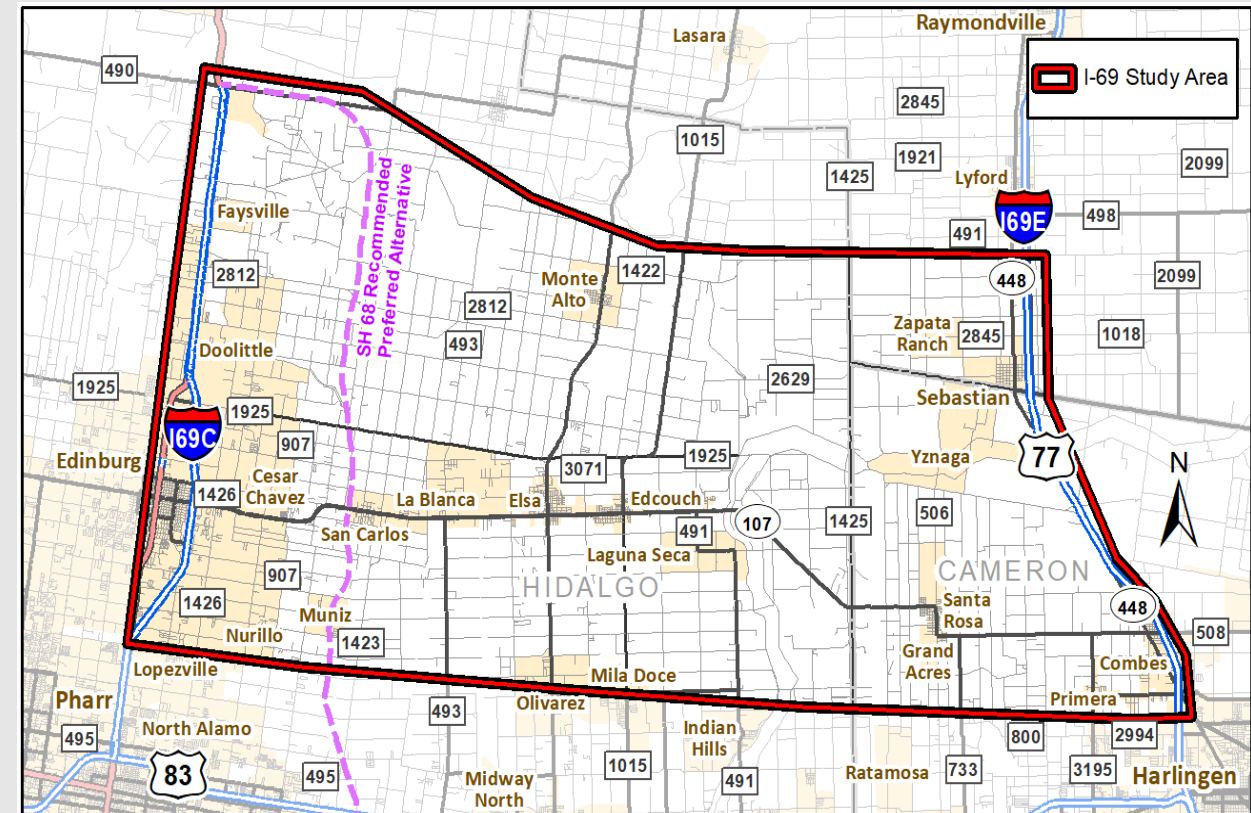 Raymondville
Lasara
I-69 Study Area
490
2845
1015
1921
2099
1425
Lyford
SH 68 Recommended
Preferred Alternative
Faysville
I69E
498
491
2812
Monte
Alto
1422
448
2099
2812
493
Zapata
Ranch
2845
1018
Doolittle
2629
1925
1925
Sebastian
I69C
907
77
N
Edinburg
Cesar
Chavez
3071
1925
Yznaga
1426
La Blanca
Elsa
Edcouch
San Carlos
491
107
1425
506
Laguna Seca
907
HIDALGO
CAMERON
1426
Muniz
Santa
Rosa
448
Nurillo
1423
508
Grand
Acres
Combes
Lopezville
Mila Doce
Primera
Pharr
493
Olivarez
North Alamo
Indian
Hills
800
2994
495
83
495
Midway
North
1015
491
Ratamosa
733
3195
Harlingen